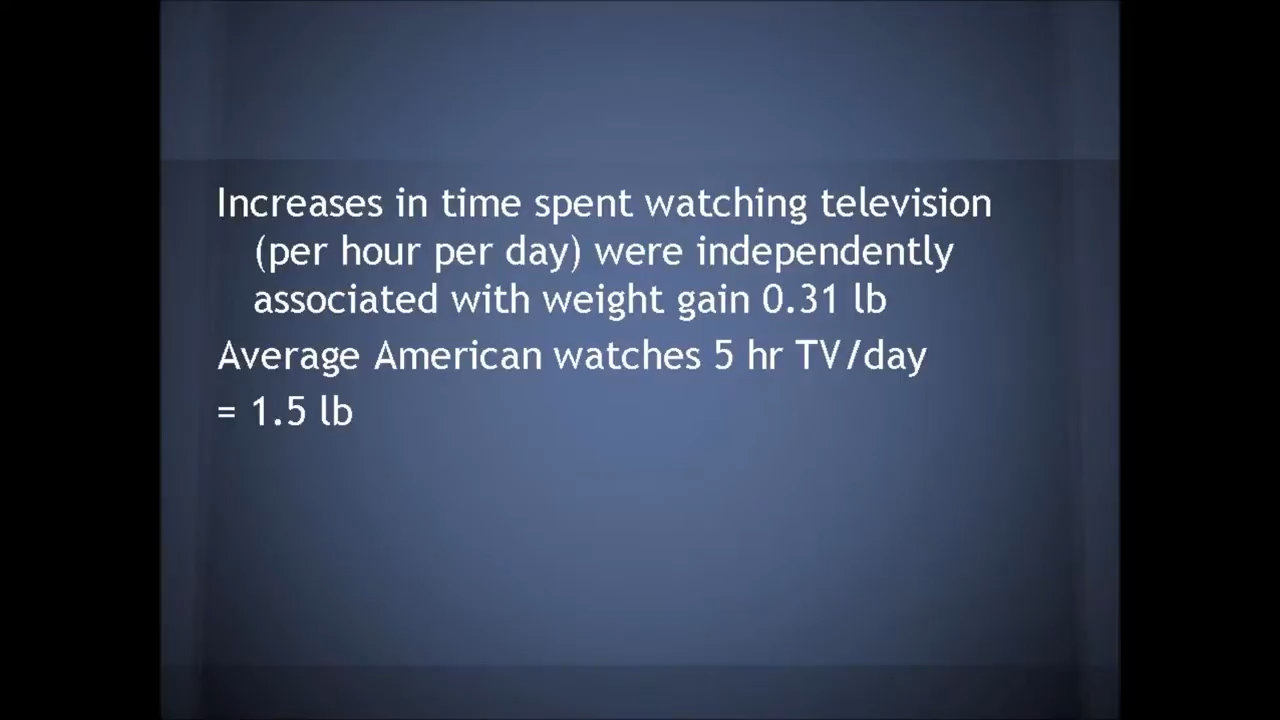 Increases in time spent watching television
(per hour per day) were independently
associated with weight gain 0.31 lb
Average American watches 5 hr TV/day
= 1.5 lb